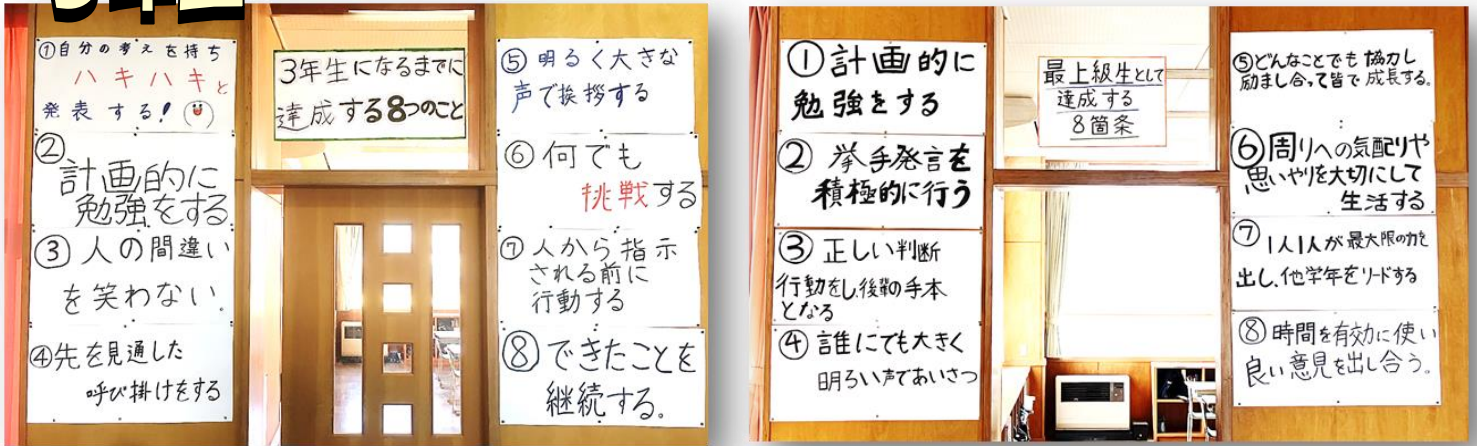 ①自分の考えを持ち
ハキハキと
発表する!
②
計画的に
勉強をする
③人の間違い
を笑わない。
④先を見通した
呼び掛けをする
3年生になるまでに
達成する8つのこと
⑤明るく大きな
声で挨拶する
⑥何でも
挑戦する
⑦人から指示
される前に
行動する
⑧できたことを
継続する。
①計画的に
勉強をする
②挙手発言を
積極的に行う
③正しい判断
行動をし、後輩の手本
となる
④誰にでも大きく
明るい声であいさつ
最上級生として
達成する
8箇条
⑤どんなことでも協力し
励まし合って皆で成長する。
⑥周りへの気配りや
思いやりを大切にして
生活する
⑦1人1人が最大限の力を
出し、他学年をリードする
⑧時間を有効に使い
良い意見を出し合う。